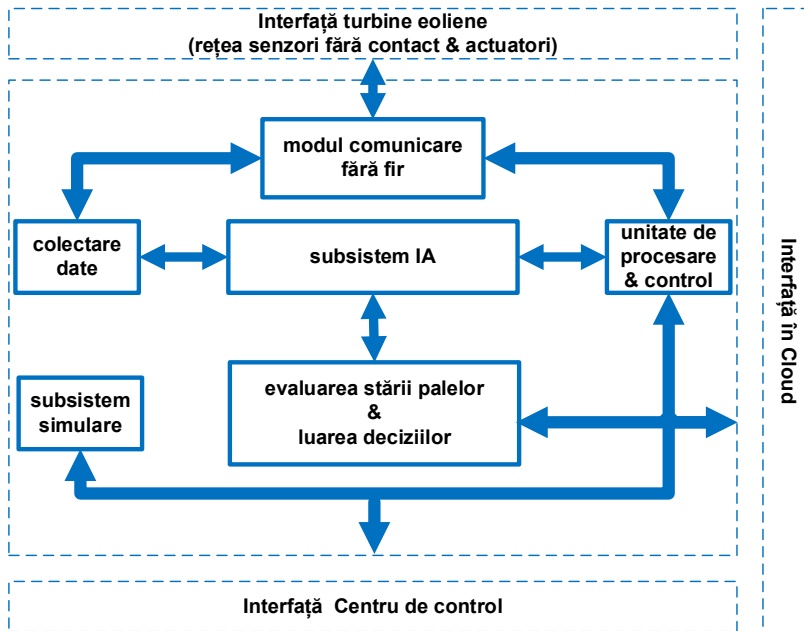 Interfață turbine eoliene
(rețea senzori fără contact & actuatori)
modul comunicare
fără fir
colectare
date
subsistem IA
unitate de
procesare
& control
evaluarea stării palelor
&
luarea deciziilor
subsistem
simulare
Interfață Centru de control
Interfață în Cloud